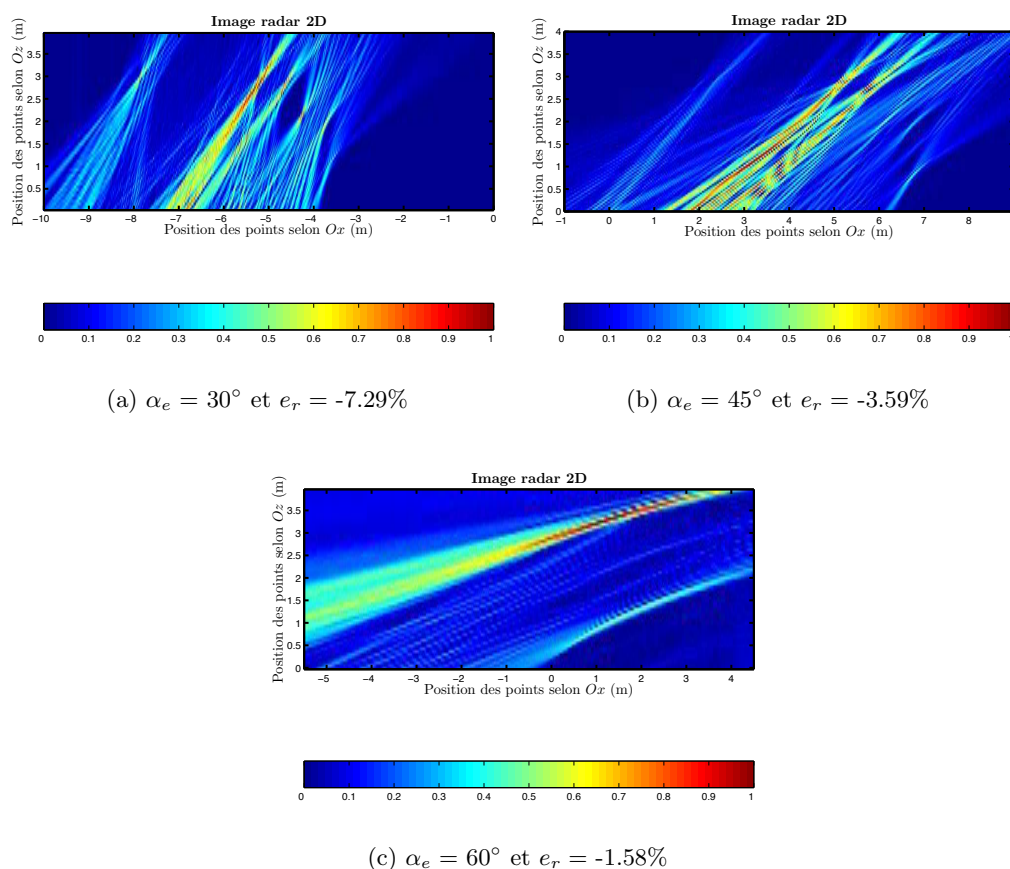 Image radar 2D
Position des points selon Oz (m)
3.5
3
2.5
2
1.5
1
0.5
-10 -9 -8 -7 -6 -5 -4 -3 -2 -1 0
Position des points selon Ox (m)
0 0.1 0.2 0.3 0.4 0.5 0.6 0.7 0.8 0.9 1
(a) αₑ = 30° et eᵣ = -7.29%
Image radar 2D
Position des points selon Oz (m)
4
3.5
3
2.5
2
1.5
1
0.5
0
-1 0 1 2 3 4 5 6 7 8
Position des points selon Ox (m)
0 0.1 0.2 0.3 0.4 0.5 0.6 0.7 0.8 0.9 1
(b) αₑ = 45° et eᵣ = -3.59%
Image radar 2D
Position des points selon Oz (m)
3.5
3
2.5
2
1.5
1
0.5
0
-5 -4 -3 -2 -1 0 1 2 3 4
Position des points selon Ox (m)
0 0.1 0.2 0.3 0.4 0.5 0.6 0.7 0.8 0.9 1
(c) αₑ = 60° et eᵣ = -1.58%